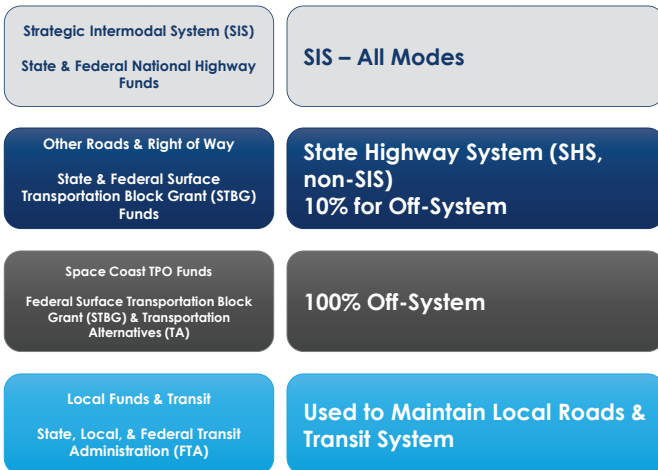 Strategic Intermodal System (SIS)
State & Federal National Highway
Funds
SIS – All Modes
Other Roads & Right of Way
State & Federal Surface
Transportation Block Grant (STBG)
Funds
State Highway System (SHS,
non-SIS)
10% for Off-System
Space Coast TPO Funds
Federal Surface Transportation Block
Grant (STBG) & Transportation
Alternatives (TA)
100% Off-System
Local Funds & Transit
State, Local, & Federal Transit
Administration (FTA)
Used to Maintain Local Roads &
Transit System